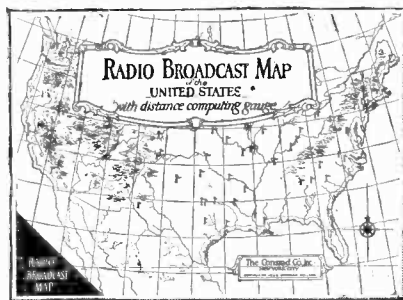 RADIO BROADCAST MAP
of the
UNITED STATES
with distance computing gauge
The Consrad Co. Inc.
NEW YORK CITY
RADIO
BROADCAST
MAP